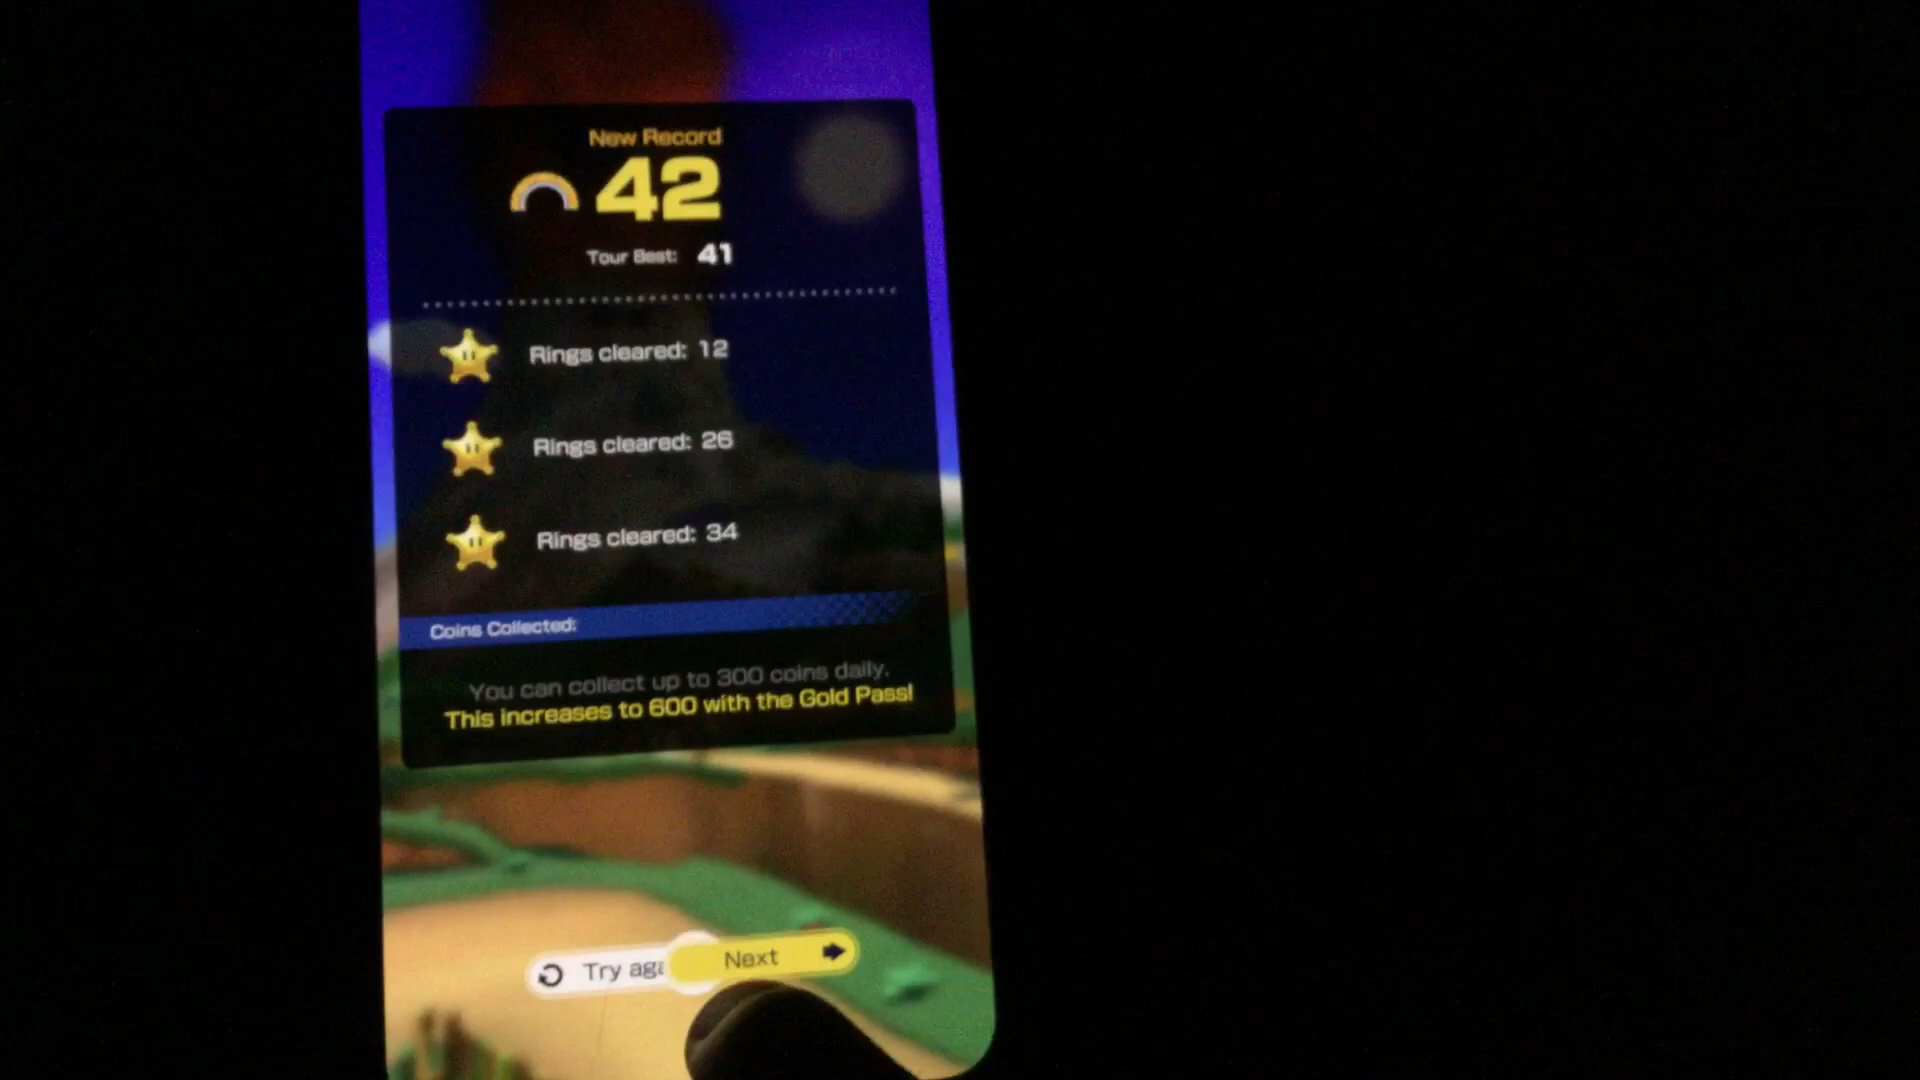 New Record
42
Tour Best: 41
Rings cleared: 12
Rings cleared: 26
Rings cleared: 34
Coins Collected:
You can collect up to 300 coins daily.
This increases to 600 with the Gold Pass!
Try aga
Next